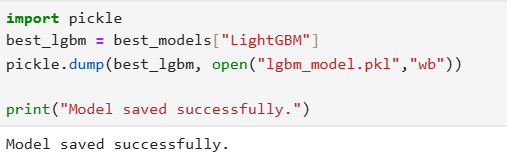 import pickle
best_lgbm = best_models["LightGBM"]
pickle.dump(best_lgbm, open("lgbm_model.pkl","wb"))
print("Model saved successfully.")
Model saved successfully.